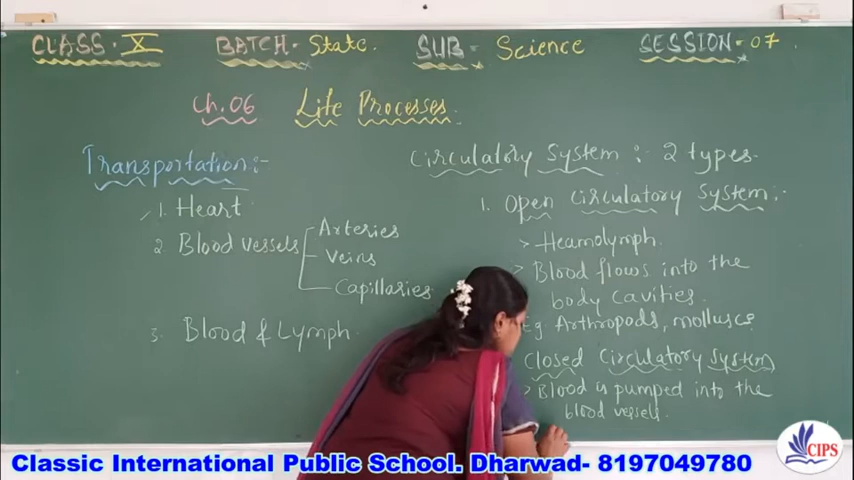 CLASS - X BATCH - State. SUB - Science SESSION - 07
Ch. 06 Life Processes.
Transportation :-
1. Heart
2. Blood vessels
Arteries
Veins
Capillaries
3. Blood & Lymph
Circulatory System :- 2 types.
1. Open Circulatory System :-
> Heamolymph.
> Blood flows into the
body cavities.
Eg. Arthropods, molluscs
Closed Circulatory System
> Blood is pumped into the
blood vessels.
Classic International Public School. Dharwad- 8197049780
CIPS